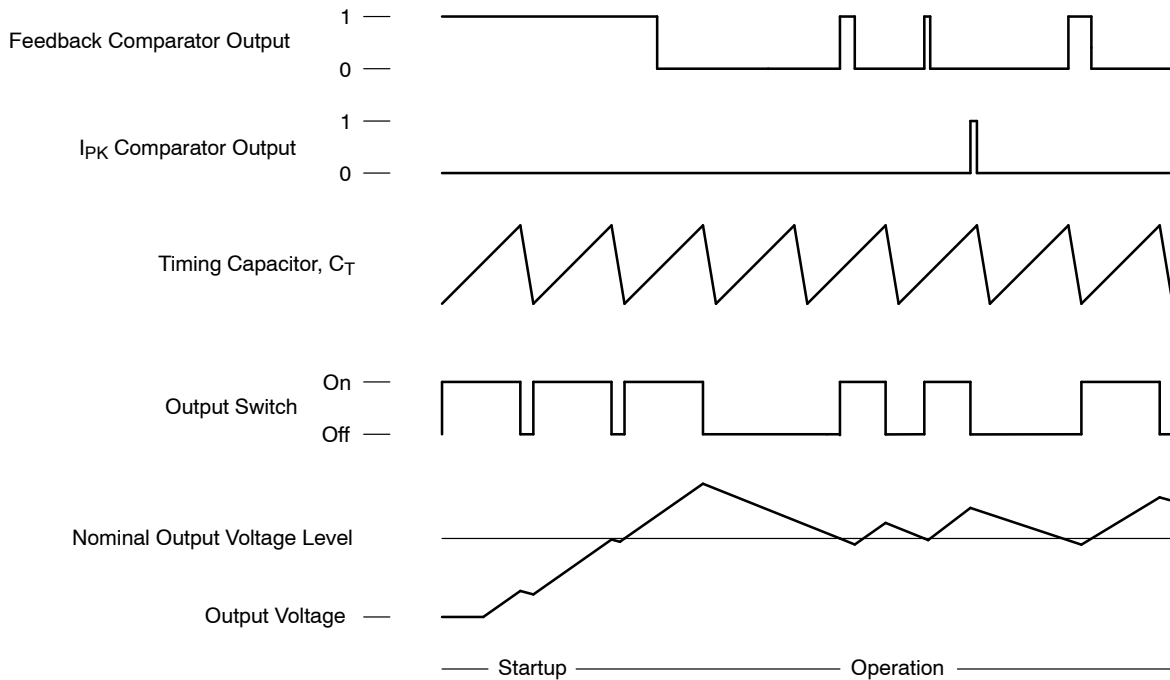 1
Feedback Comparator Output
0
1
IPK Comparator Output
0
Timing Capacitor, CT
On
Output Switch
Off
Nominal Output Voltage Level
Output Voltage
Startup Operation